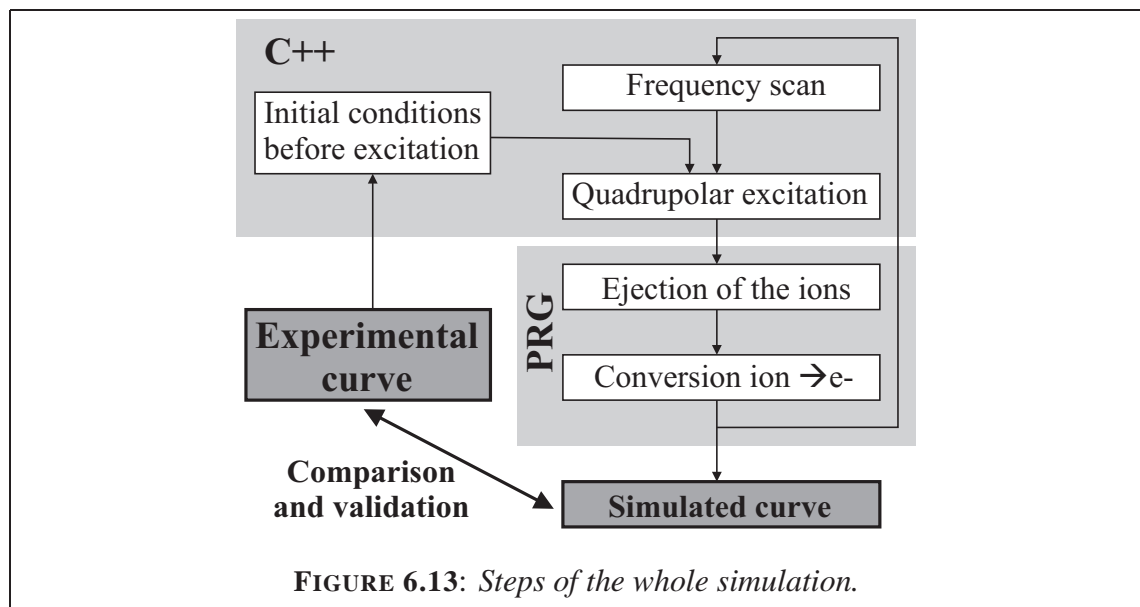 C++
Frequency scan
Initial conditions
before excitation
Quadrupolar excitation
PRG
Ejection of the ions
Conversion ion →e-
Experimental
curve
Comparison
and validation
Simulated curve
FIGURE 6.13: Steps of the whole simulation.